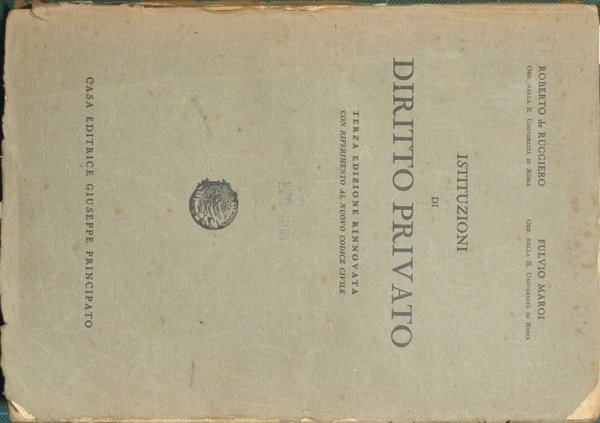 ROBERTO de RUGGIERO
ORD. NELLA R. UNIVERSITÀ DI ROMA
FULVIO MAROI
ORD. NELLA R. UNIVERSITÀ DI ROMA
ISTITUZIONI
DI
DIRITTO PRIVATO
TERZA EDIZIONE RINNOVATA
CON RIFERIMENTO AL NUOVO CODICE CIVILE
CASA EDITRICE GIUSEPPE PRINCIPATO